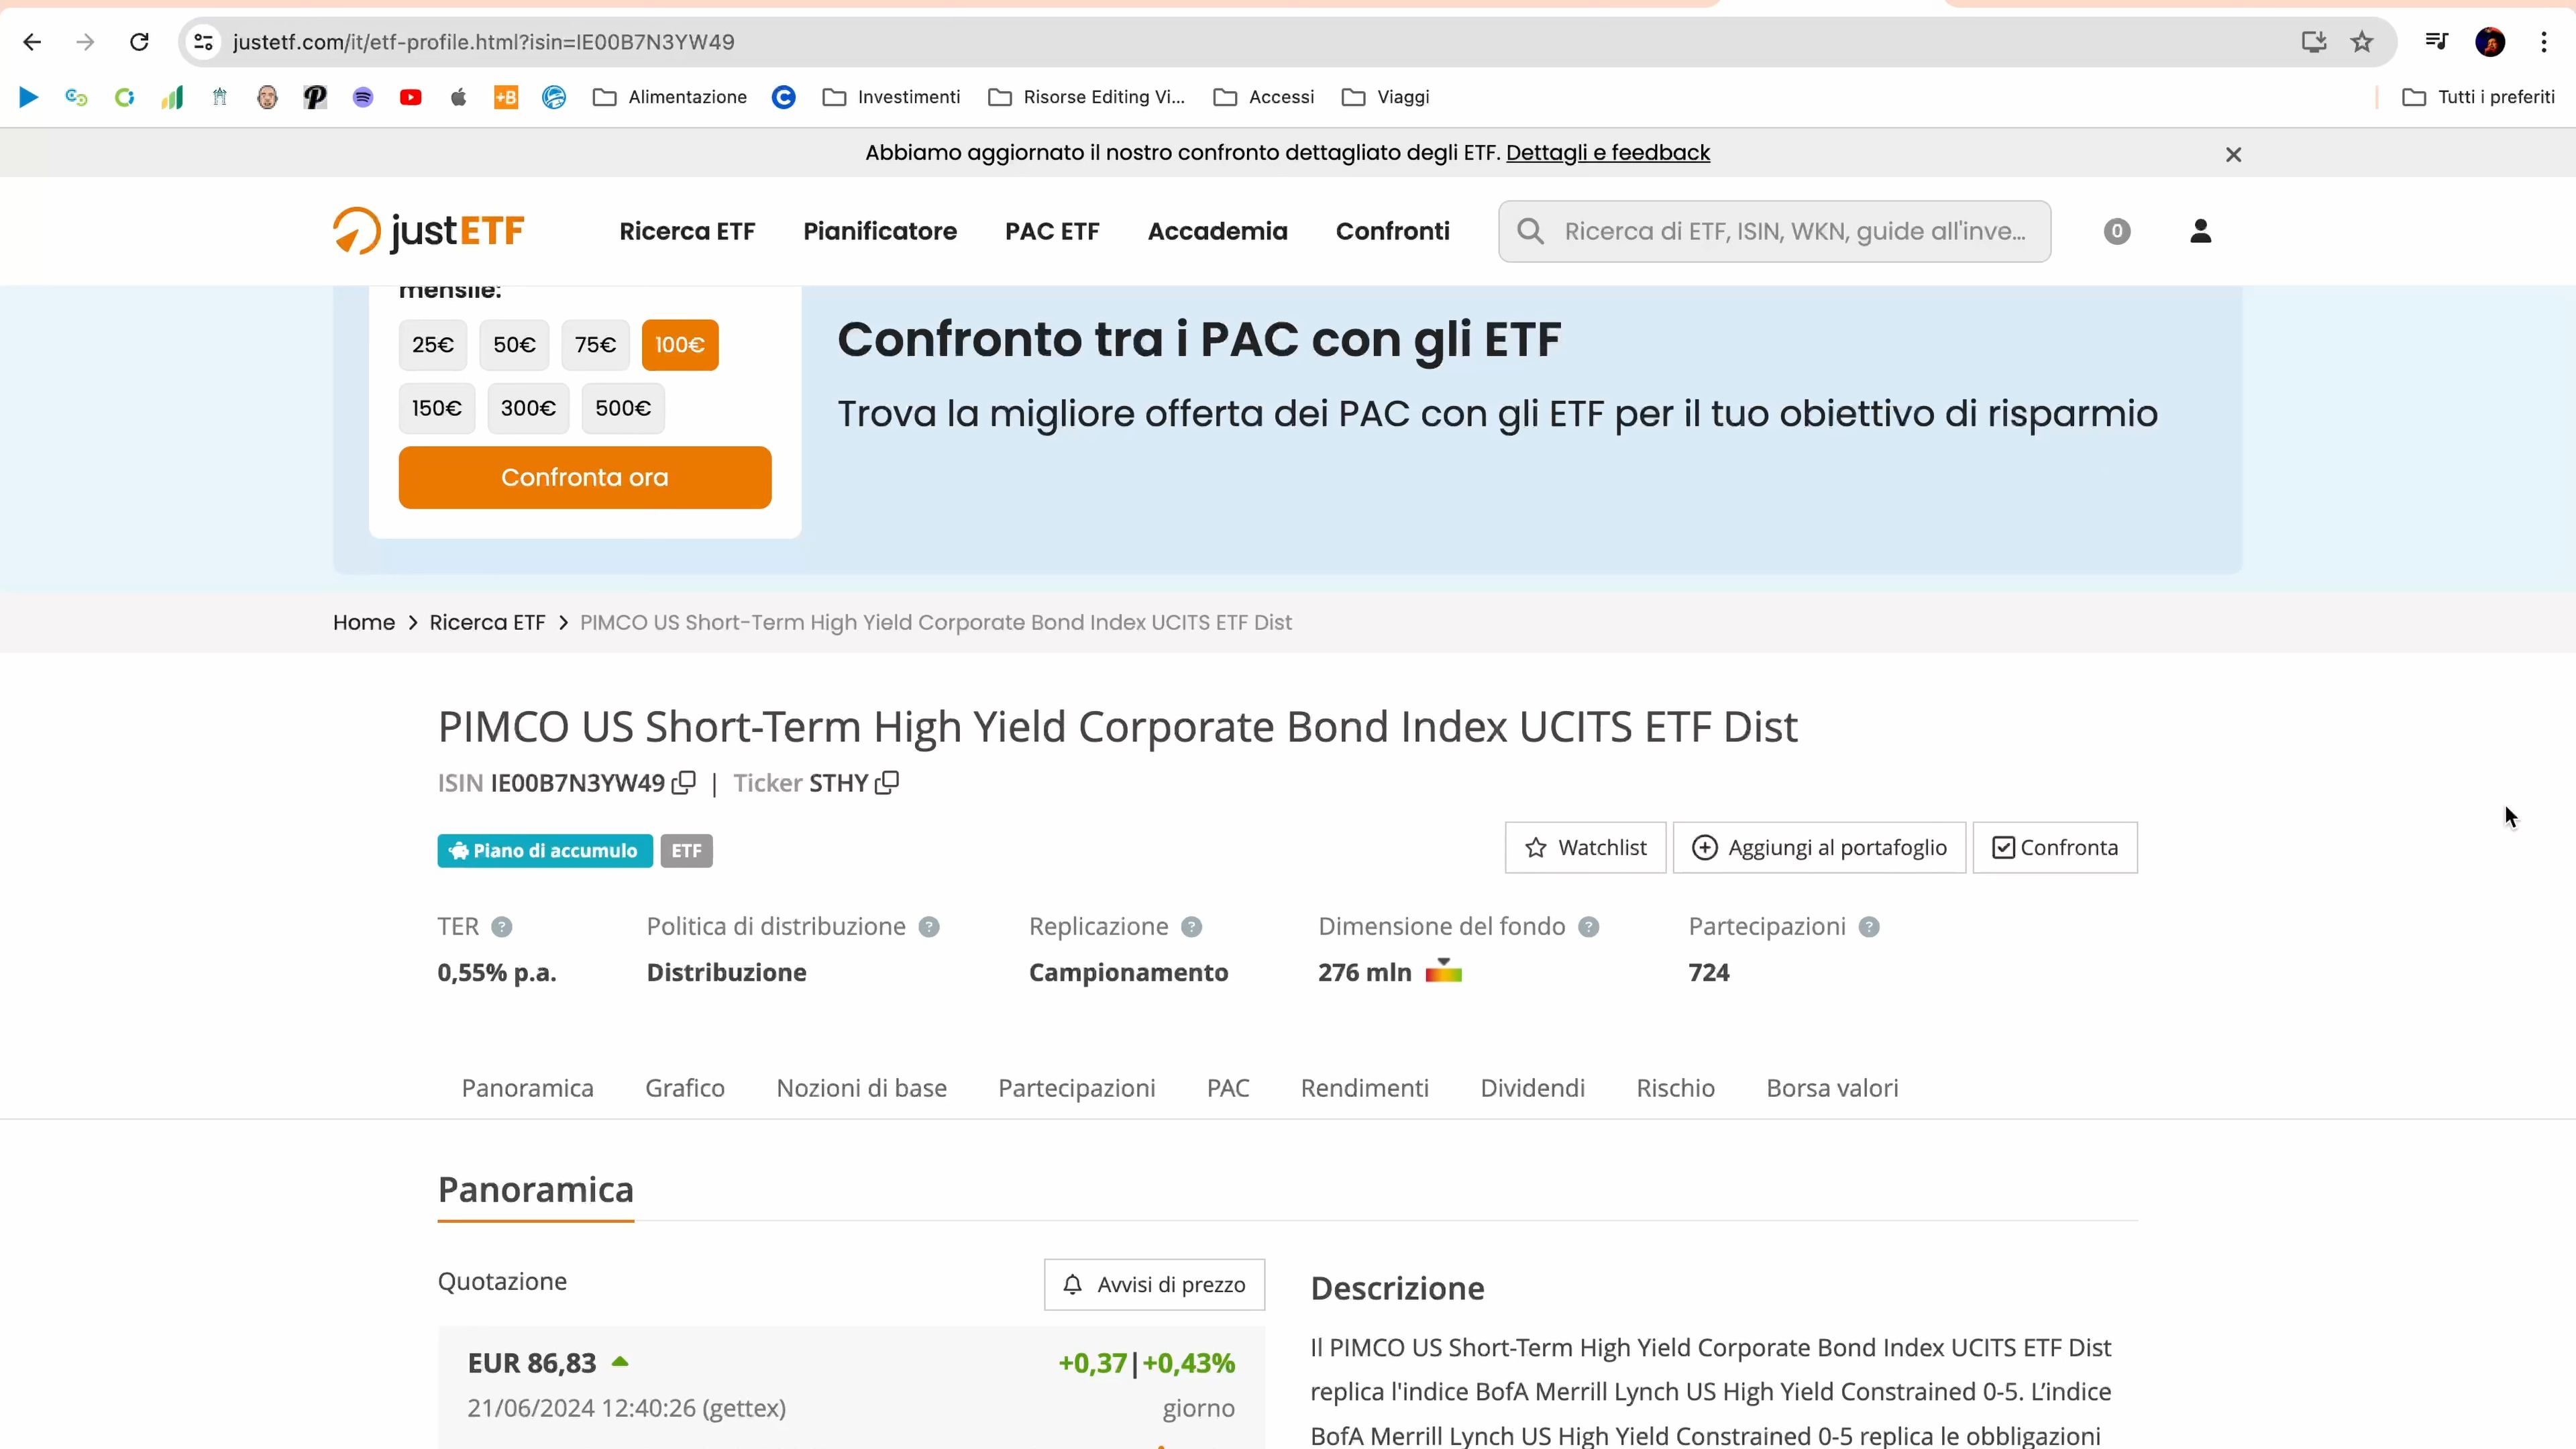 justetf.com/it/etf-profile.html?isin=IE00B7N3YW49
+B Alimentazione C Investimenti Risorse Editing Vi... Accessi Viaggi Tutti i preferiti
Abbiamo aggiornato il nostro confronto dettagliato degli ETF. Dettagli e feedback
justETF Ricerca ETF Pianificatore PAC ETF Accademia Confronti Ricerca di ETF, ISIN, WKN, guide all'inve... 0
mensile:
25€ 50€ 75€ 100€
150€ 300€ 500€
Confronta ora
Confronto tra i PAC con gli ETF
Trova la migliore offerta dei PAC con gli ETF per il tuo obiettivo di risparmio
Home > Ricerca ETF > PIMCO US Short-Term High Yield Corporate Bond Index UCITS ETF Dist
PIMCO US Short-Term High Yield Corporate Bond Index UCITS ETF Dist
ISIN IE00B7N3YW49 | Ticker STHY
Piano di accumulo ETF
Watchlist Aggiungi al portafoglio Confronta
TER ? Politica di distribuzione ? Replicazione ? Dimensione del fondo ? Partecipazioni ?
0,55% p.a. Distribuzione Campionamento 276 mln 724
Panoramica Grafico Nozioni di base Partecipazioni PAC Rendimenti Dividendi Rischio Borsa valori
Panoramica
Quotazione Avvisi di prezzo
EUR 86,83 +0,37|+0,43%
21/06/2024 12:40:26 (gettex) giorno
Descrizione
Il PIMCO US Short-Term High Yield Corporate Bond Index UCITS ETF Dist
replica l'indice BofA Merrill Lynch US High Yield Constrained 0-5. L'indice
BofA Merrill Lynch US High Yield Constrained 0-5 replica le obbligazioni